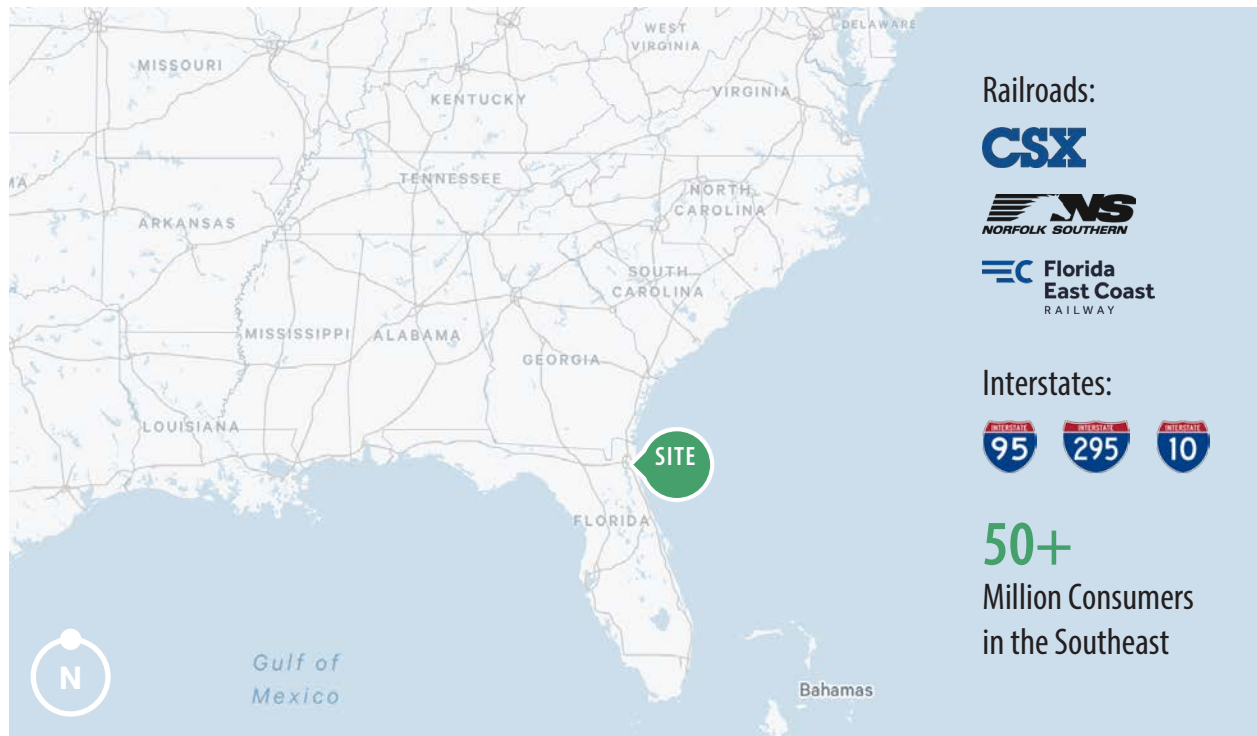 WEST
VIRGINIA
DELAWARE
MISSOURI
KENTUCKY
VIRGINIA
MA
TENNESSEE
NORTH
CAROLINA
ARKANSAS
SOUTH
CAROLINA
MISSISSIPPI
ALABAMA
GEORGIA
LOUISIANA
SITE
FLORIDA
Gulf of
Mexico
Bahamas
N
Railroads:
CSX
NS
NORFOLK SOUTHERN
Florida
East Coast
RAILWAY
Interstates:
INTERSTATE
95
INTERSTATE
295
INTERSTATE
10
50+
Million Consumers
in the Southeast